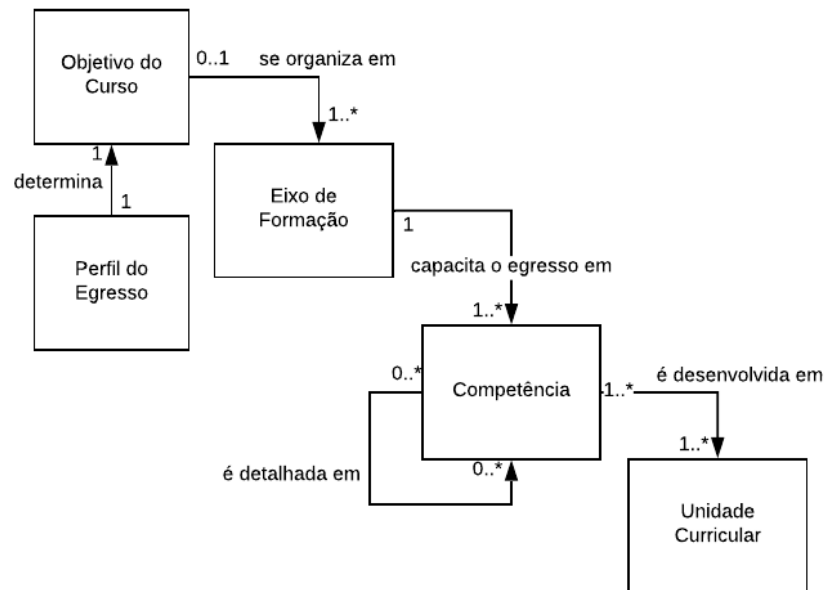 Objetivo do
Curso
0..1
se organiza em
1..*
1
determina
1
Perfil do
Egresso
Eixo de
Formação
1
capacita o egresso em
1..*
0..*
Competência
1..*
é desenvolvida em
é detalhada em
0..*
1..*
Unidade
Curricular